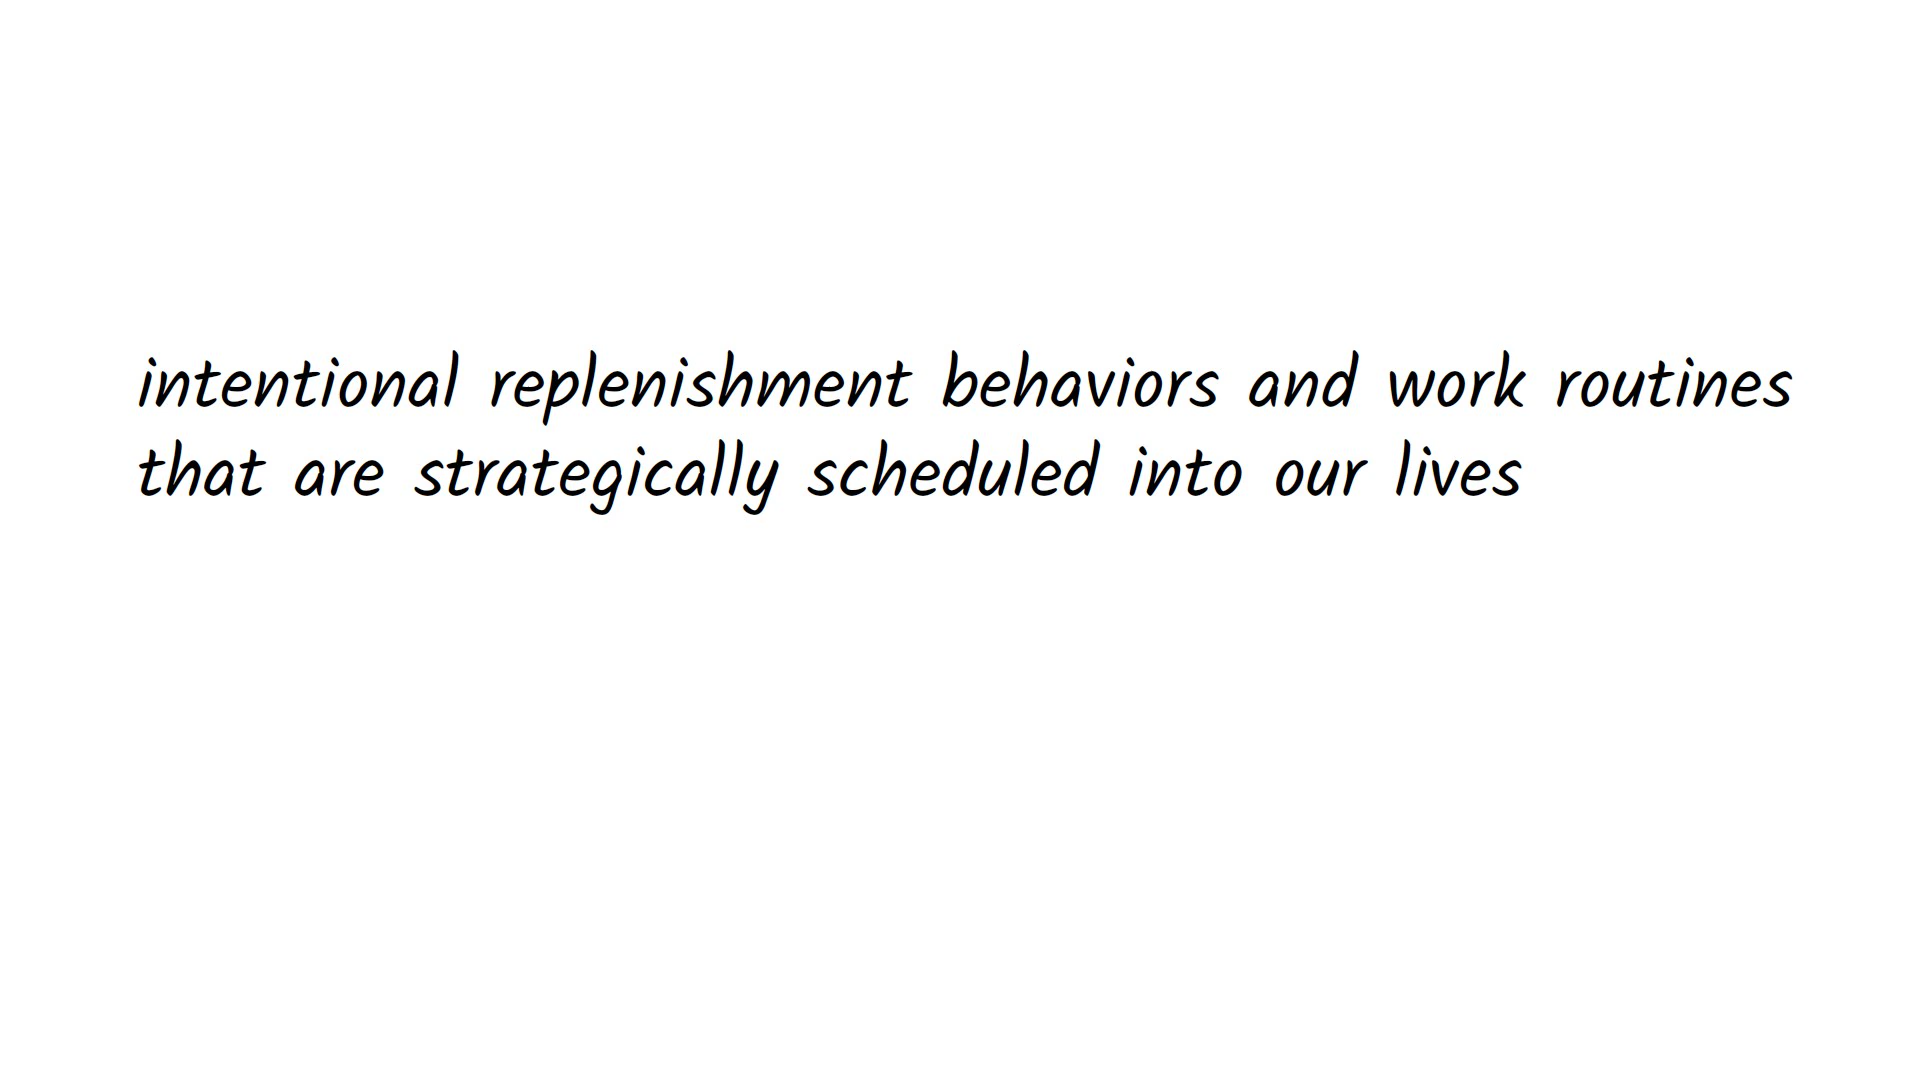 intentional replenishment behaviors and work routines
that are strategically scheduled into our lives